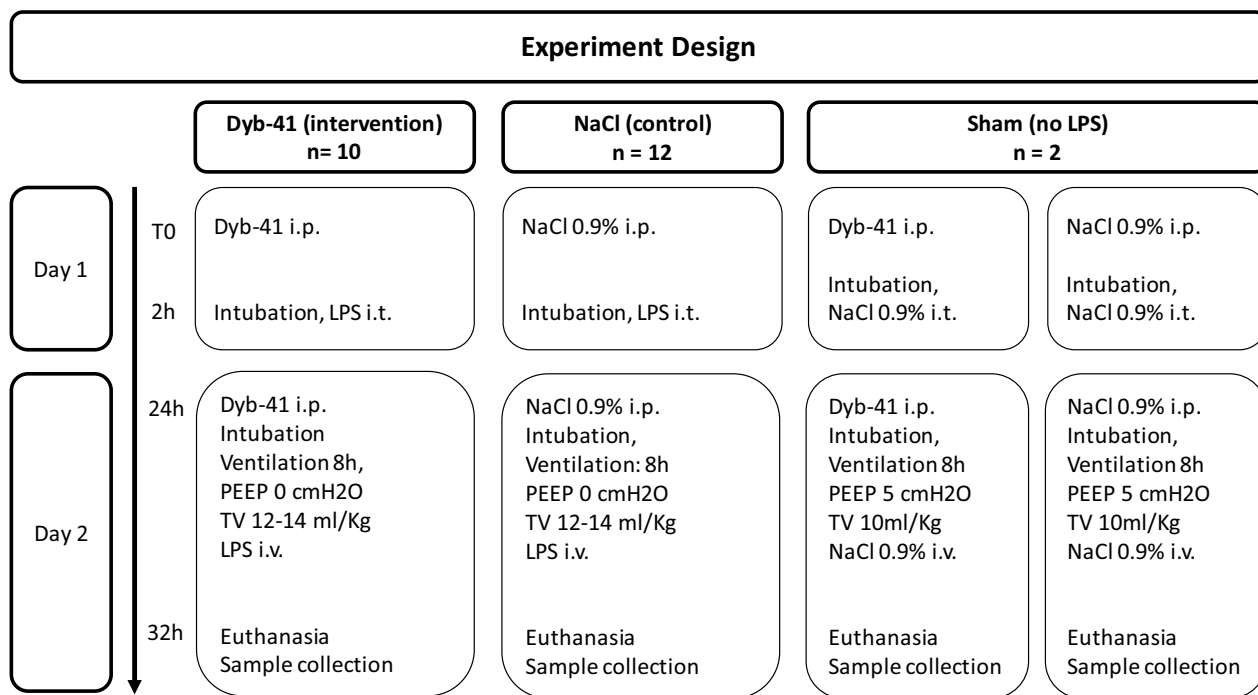 Experiment Design
Dyb-41 (intervention)
n= 10
NaCl (control)
n = 12
Sham (no LPS)
n = 2
Day 1
T0
2h
Dyb-41 i.p.
Intubation, LPS i.t.
NaCl 0.9% i.p.
Intubation, LPS i.t.
Dyb-41 i.p.
Intubation,
NaCl 0.9% i.t.
NaCl 0.9% i.p.
Intubation,
NaCl 0.9% i.t.
Day 2
24h
32h
Dyb-41 i.p.
Intubation
Ventilation 8h,
PEEP 0 cmH2O
TV 12-14 ml/Kg
LPS i.v.
Euthanasia
Sample collection
NaCl 0.9% i.p.
Intubation,
Ventilation: 8h
PEEP 0 cmH2O
TV 12-14 ml/Kg
LPS i.v.
Euthanasia
Sample collection
Dyb-41 i.p.
Intubation,
Ventilation 8h
PEEP 5 cmH2O
TV 10ml/Kg
NaCl 0.9% i.v.
Euthanasia
Sample collection
NaCl 0.9% i.p.
Intubation,
Ventilation 8h
PEEP 5 cmH2O
TV 10ml/Kg
NaCl 0.9% i.v.
Euthanasia
Sample collection